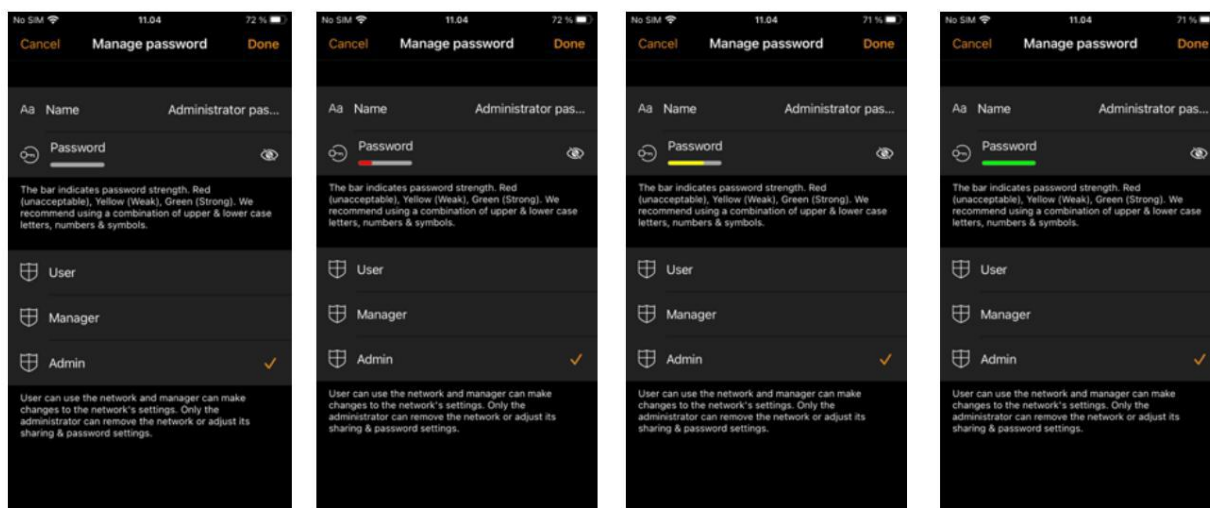 No SIM 11.04 72 %
Cancel Manage password Done
Aa Name Administrator pas...
Password
The bar indicates password strength. Red
(unacceptable), Yellow (Weak), Green (Strong). We
recommend using a combination of upper & lower case
letters, numbers & symbols.
User
Manager
Admin
User can use the network and manager can make
changes to the network's settings. Only the
administrator can remove the network or adjust its
sharing & password settings.
No SIM 11.04 72 %
Cancel Manage password Done
Aa Name Administrator pas...
Password
The bar indicates password strength. Red
(unacceptable), Yellow (Weak), Green (Strong). We
recommend using a combination of upper & lower case
letters, numbers & symbols.
User
Manager
Admin
User can use the network and manager can make
changes to the network's settings. Only the
administrator can remove the network or adjust its
sharing & password settings.
No SIM 11.04 71 %
Cancel Manage password Done
Aa Name Administrator pas...
Password
The bar indicates password strength. Red
(unacceptable), Yellow (Weak), Green (Strong). We
recommend using a combination of upper & lower case
letters, numbers & symbols.
User
Manager
Admin
User can use the network and manager can make
changes to the network's settings. Only the
administrator can remove the network or adjust its
sharing & password settings.
No SIM 11.04 71 %
Cancel Manage password Done
Aa Name Administrator pas...
Password
The bar indicates password strength. Red
(unacceptable), Yellow (Weak), Green (Strong). We
recommend using a combination of upper & lower case
letters, numbers & symbols.
User
Manager
Admin
User can use the network and manager can make
changes to the network's settings. Only the
administrator can remove the network or adjust its
sharing & password settings.